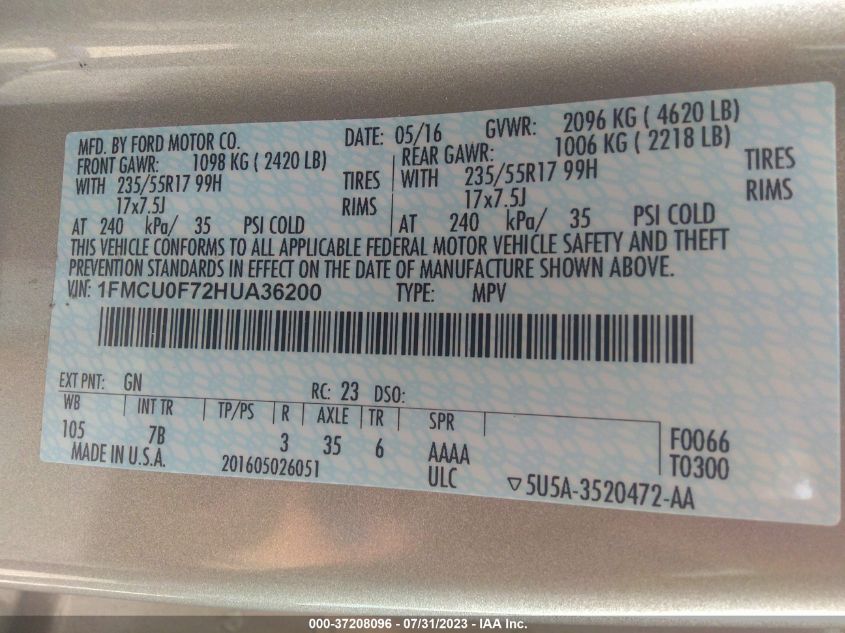 MFD. BY FORD MOTOR CO. DATE: 05/16 GVWR: 2096 KG ( 4620 LB)
FRONT GAWR: 1098 KG ( 2420 LB) REAR GAWR: 1006 KG ( 2218 LB)
WITH 235/55R17 99H TIRES WITH 235/55R17 99H TIRES
17x7.5J RIMS 17x7.5J RIMS
AT 240 kPa/ 35 PSI COLD AT 240 kPa/ 35 PSI COLD
THIS VEHICLE CONFORMS TO ALL APPLICABLE FEDERAL MOTOR VEHICLE SAFETY AND THEFT
PREVENTION STANDARDS IN EFFECT ON THE DATE OF MANUFACTURE SHOWN ABOVE.
VIN: 1FMCU0F72HUA36200 TYPE: MPV
EXT PNT: GN RC: 23 DSO:
WB INT TR TP/PS R AXLE TR SPR
105 7B 3 35 6 AAAA F0066
MADE IN U.S.A. 201605026051 ULC T0300
▽5U5A-3520472-AA
000-37208096 - 07/31/2023 - IAA Inc.